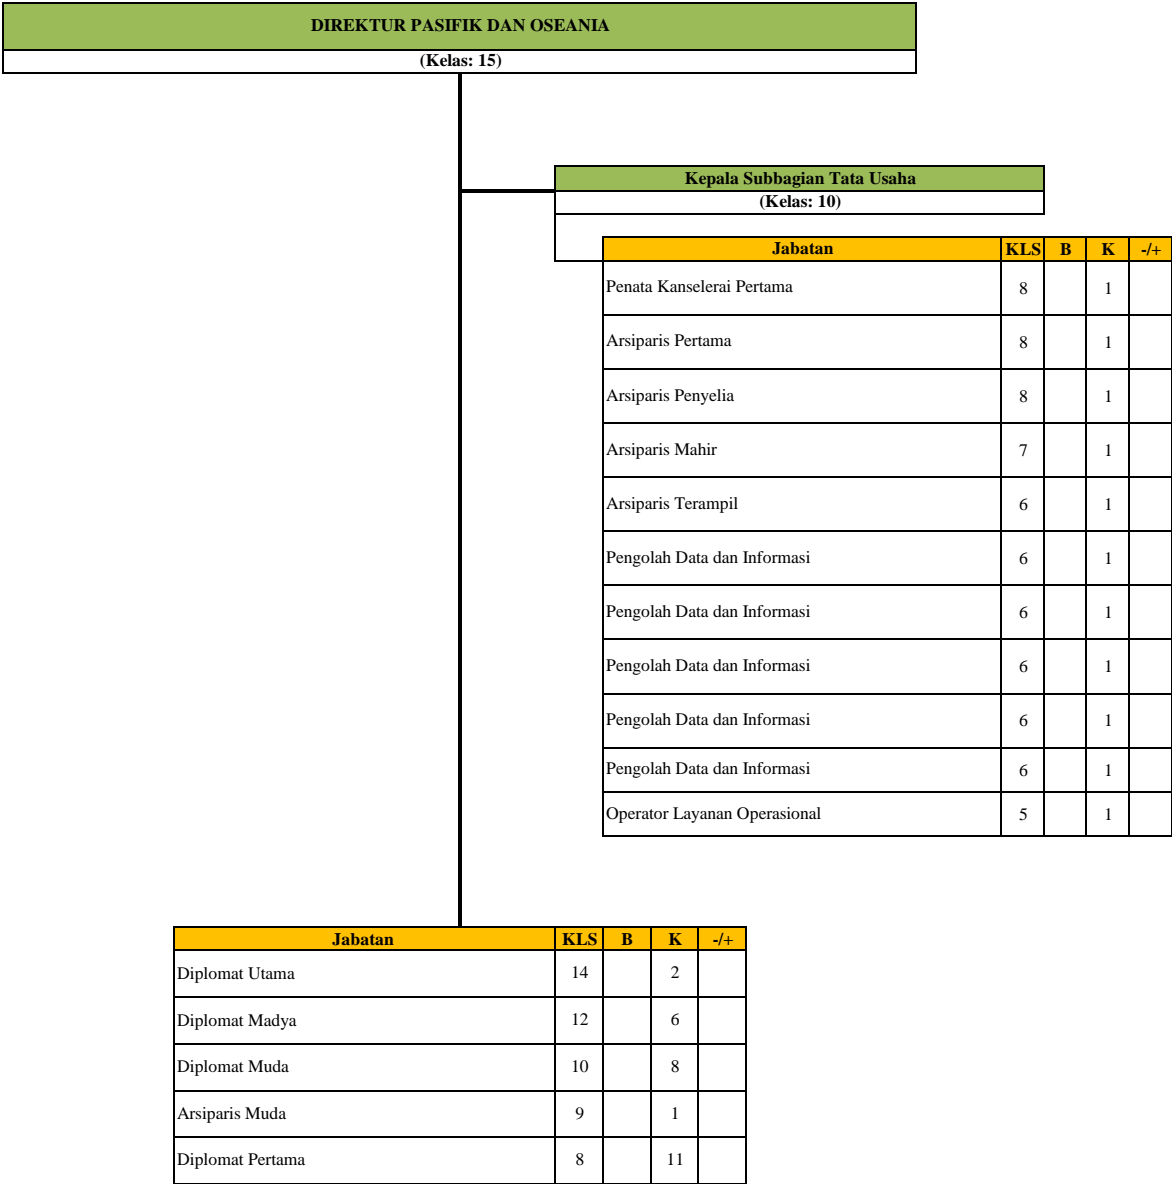 DIREKTUR PASIFIK DAN OSEANIA
(Kelas: 15)
Kepala Subbagian Tata Usaha
(Kelas: 10)
Jabatan KLS B K -/+
Penata Kanselerai Pertama 8 1
Arsiparis Pertama 8 1
Arsiparis Penyelia 8 1
Arsiparis Mahir 7 1
Arsiparis Terampil 6 1
Pengolah Data dan Informasi 6 1
Pengolah Data dan Informasi 6 1
Pengolah Data dan Informasi 6 1
Pengolah Data dan Informasi 6 1
Pengolah Data dan Informasi 6 1
Operator Layanan Operasional 5 1
Jabatan KLS B K -/+
Diplomat Utama 14 2
Diplomat Madya 12 6
Diplomat Muda 10 8
Arsiparis Muda 9 1
Diplomat Pertama 8 11